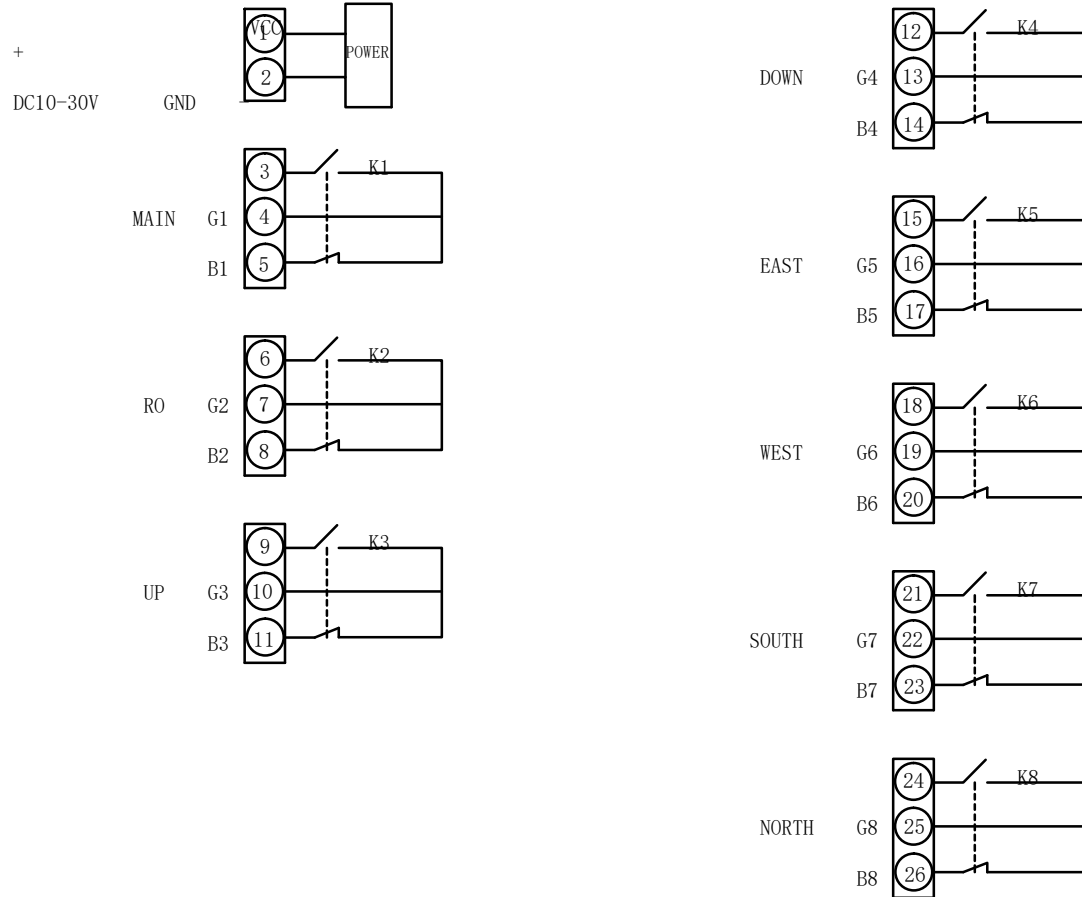 VCC
1
+
POWER
2
DC10-30V GND -
3 K1
MAIN G1 4
B1 5
6 K2
RO G2 7
B2 8
9 K3
UP G3 10
B3 11
12 K4
DOWN G4 13
B4 14
15 K5
EAST G5 16
B5 17
18 K6
WEST G6 19
B6 20
21 K7
SOUTH G7 22
B7 23
24 K8
NORTH G8 25
B8 26